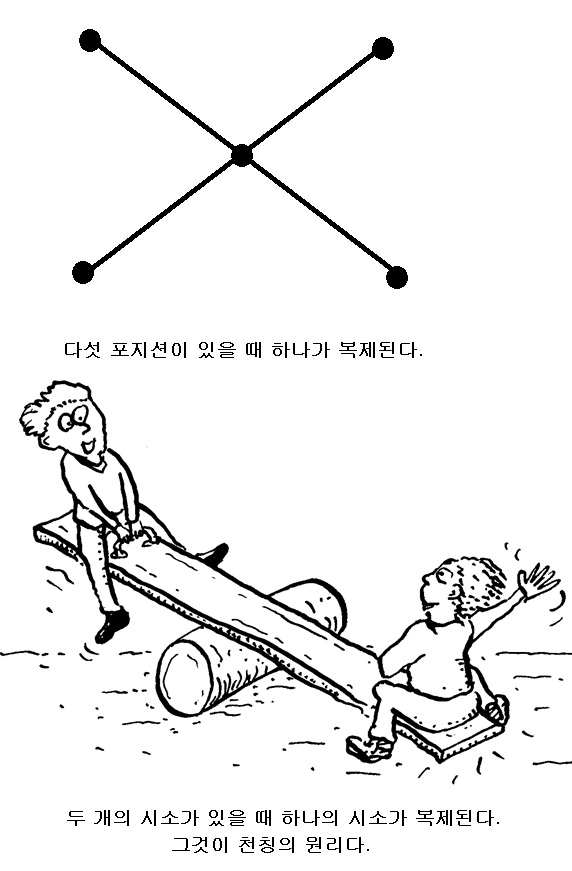 다섯 포지션이 있을 때 하나가 복제된다.
두 개의 시소가 있을 때 하나의 시소가 복제된다.
그것이 천칭의 원리다.